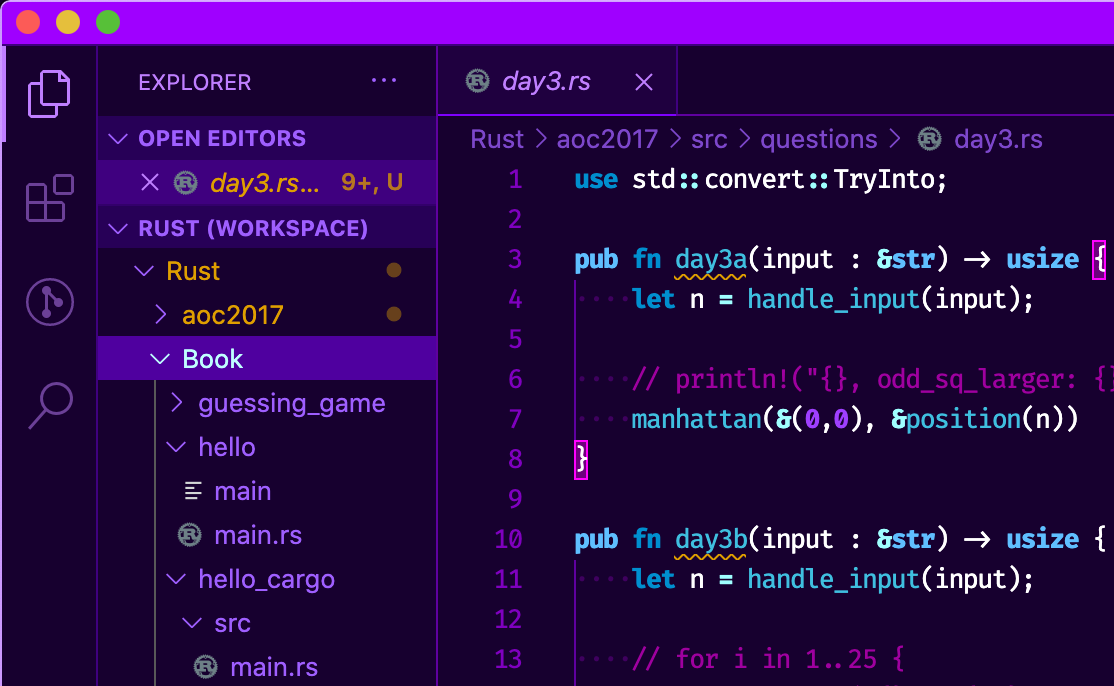 EXPLORER ···
OPEN EDITORS
day3.rs... 9+, U
RUST (WORKSPACE)
Rust
aoc2017
Book
guessing_game
hello
main
main.rs
hello_cargo
src
main.rs
day3.rs
Rust > aoc2017 > src > questions > day3.rs
1 use std::convert::TryInto;
2
3 pub fn day3a(input : &str) -> usize {
4 ····let n = handle_input(input);
5
6 ····// println!("{}, odd_sq_larger: {}
7 ····manhattan(&(0,0), &position(n))
8 }
9
10 pub fn day3b(input : &str) -> usize {
11 ····let n = handle_input(input);
12
13 ····// for i in 1..25 {